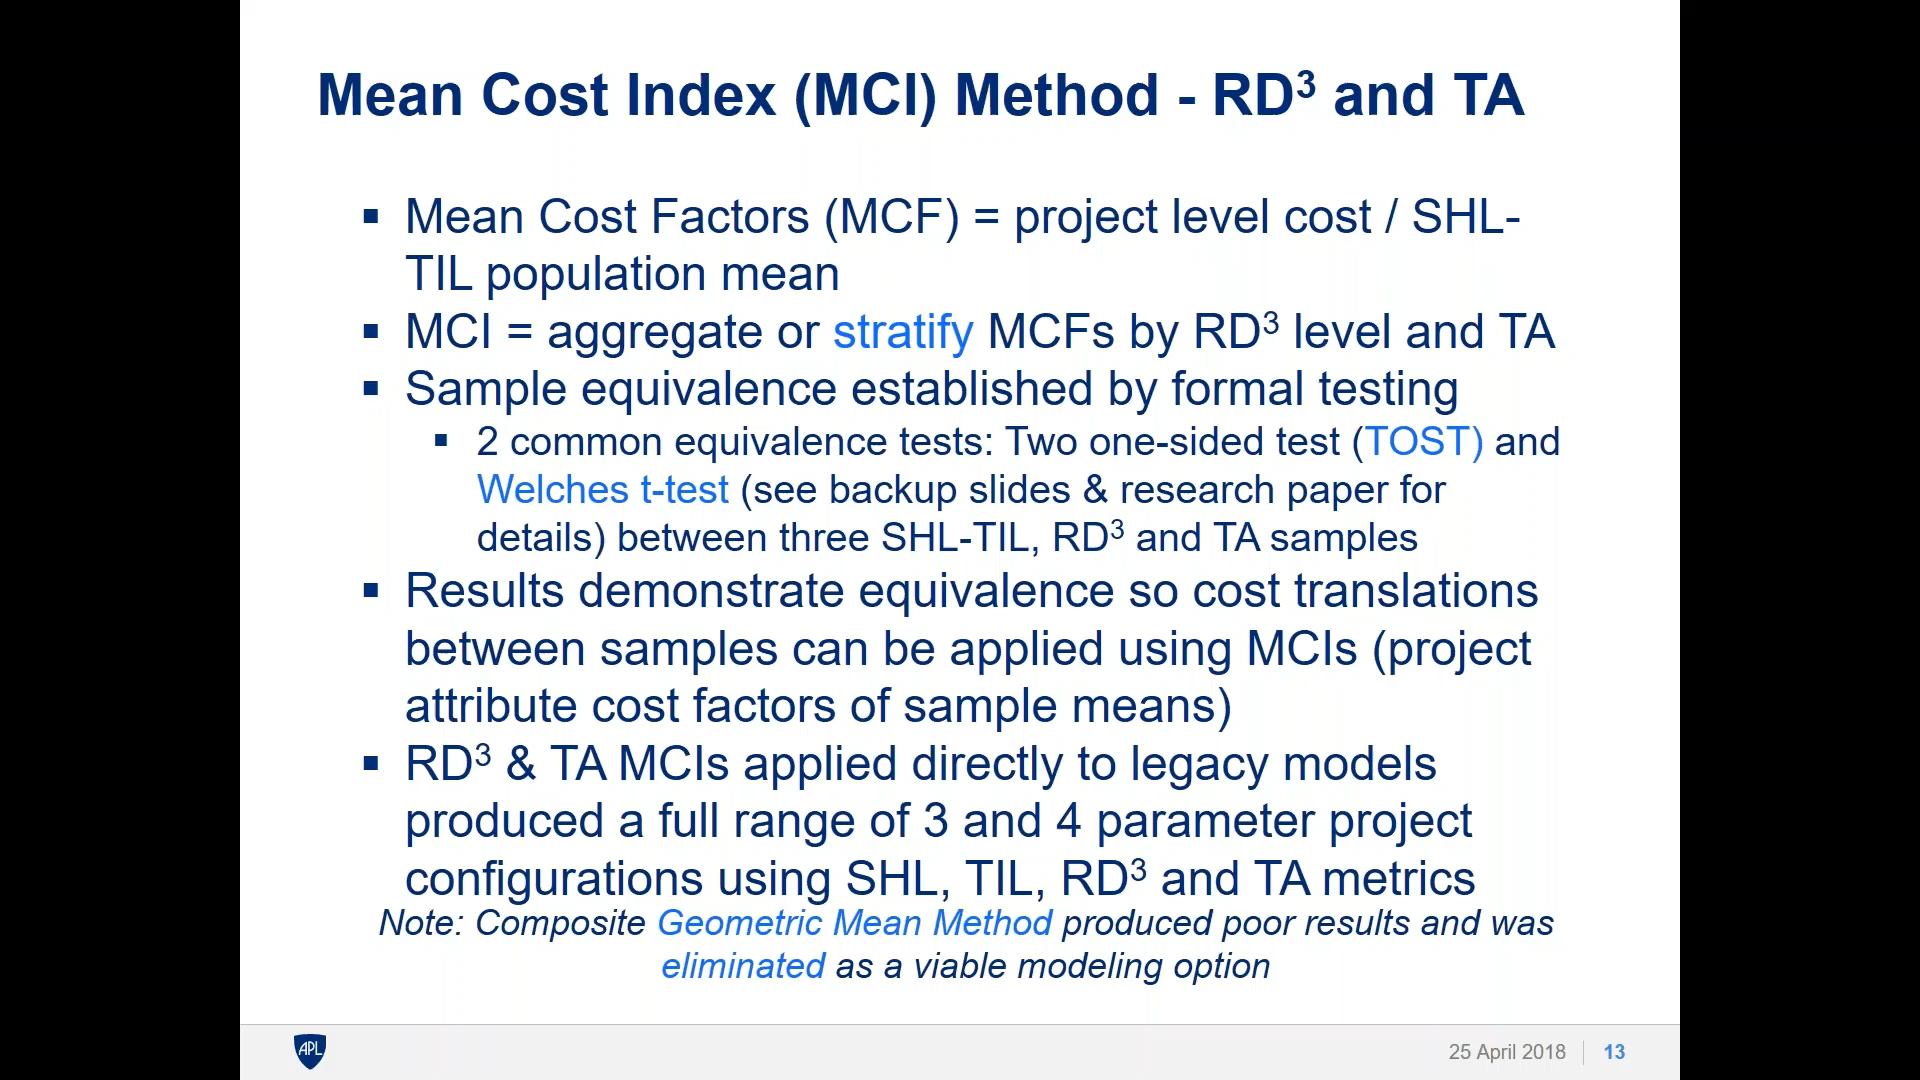 Mean Cost Index (MCI) Method - RD³ and TA
▪ Mean Cost Factors (MCF) = project level cost / SHL-
TIL population mean
▪ MCI = aggregate or stratify MCFs by RD³ level and TA
▪ Sample equivalence established by formal testing
▪ 2 common equivalence tests: Two one-sided test (TOST) and
Welches t-test (see backup slides & research paper for
details) between three SHL-TIL, RD³ and TA samples
▪ Results demonstrate equivalence so cost translations
between samples can be applied using MCIs (project
attribute cost factors of sample means)
▪ RD³ & TA MCIs applied directly to legacy models
produced a full range of 3 and 4 parameter project
configurations using SHL, TIL, RD³ and TA metrics
Note: Composite Geometric Mean Method produced poor results and was
eliminated as a viable modeling option
APL
25 April 2018 | 13